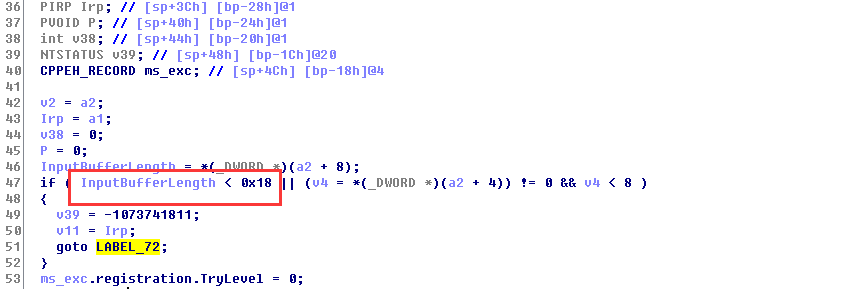 36 PIRP Irp; // [sp+3Ch] [bp-28h]@1
37 PVOID P; // [sp+40h] [bp-24h]@1
38 int v38; // [sp+44h] [bp-20h]@1
39 NTSTATUS v39; // [sp+48h] [bp-1Ch]@20
40 CPPEH_RECORD ms_exc; // [sp+4Ch] [bp-18h]@4
41
42 v2 = a2;
43 Irp = a1;
44 v38 = 0;
45 P = 0;
46 InputBufferLength = *(_DWORD *)(a2 + 8);
47 if ( InputBufferLength < 0x18 || (v4 = *(_DWORD *)(a2 + 4)) != 0 && v4 < 8 )
48 {
49 v39 = -1073741811;
50 v11 = Irp;
51 goto LABEL_72;
52 }
53 ms_exc.registration.TryLevel = 0;